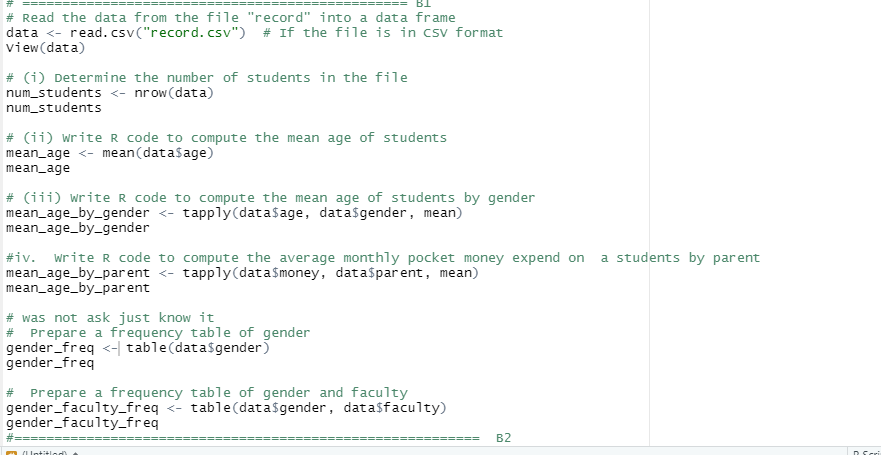 # ================================================ B1
# Read the data from the file "record" into a data frame
data <- read.csv("record.csv")  # If the file is in CSV format
View(data)
# (i) Determine the number of students in the file
num_students <- nrow(data)
num_students
# (ii) Write R code to compute the mean age of students
mean_age <- mean(data$age)
mean_age
# (iii) Write R code to compute the mean age of students by gender
mean_age_by_gender <- tapply(data$age, data$gender, mean)
mean_age_by_gender
#iv.  Write R code to compute the average monthly pocket money expend on  a students by parent
mean_age_by_parent <- tapply(data$money, data$parent, mean)
mean_age_by_parent
# was not ask just know it
#  Prepare a frequency table of gender
gender_freq <- table(data$gender)
gender_freq
#  Prepare a frequency table of gender and faculty
gender_faculty_freq <- table(data$gender, data$faculty)
gender_faculty_freq
#==========================================================  B2
(Untitled)